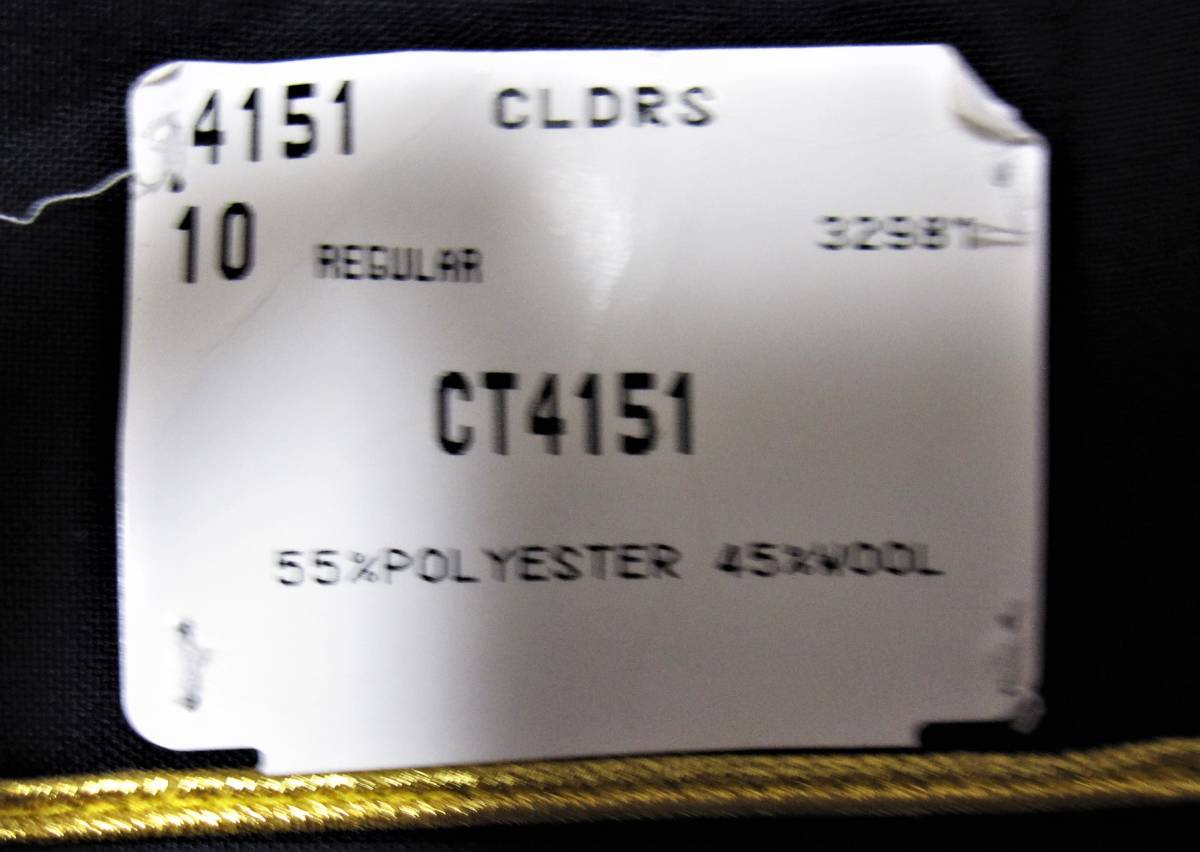 4151 CLDRS
10 REGULAR
CT4151
55%POLYESTER 45%WOOL